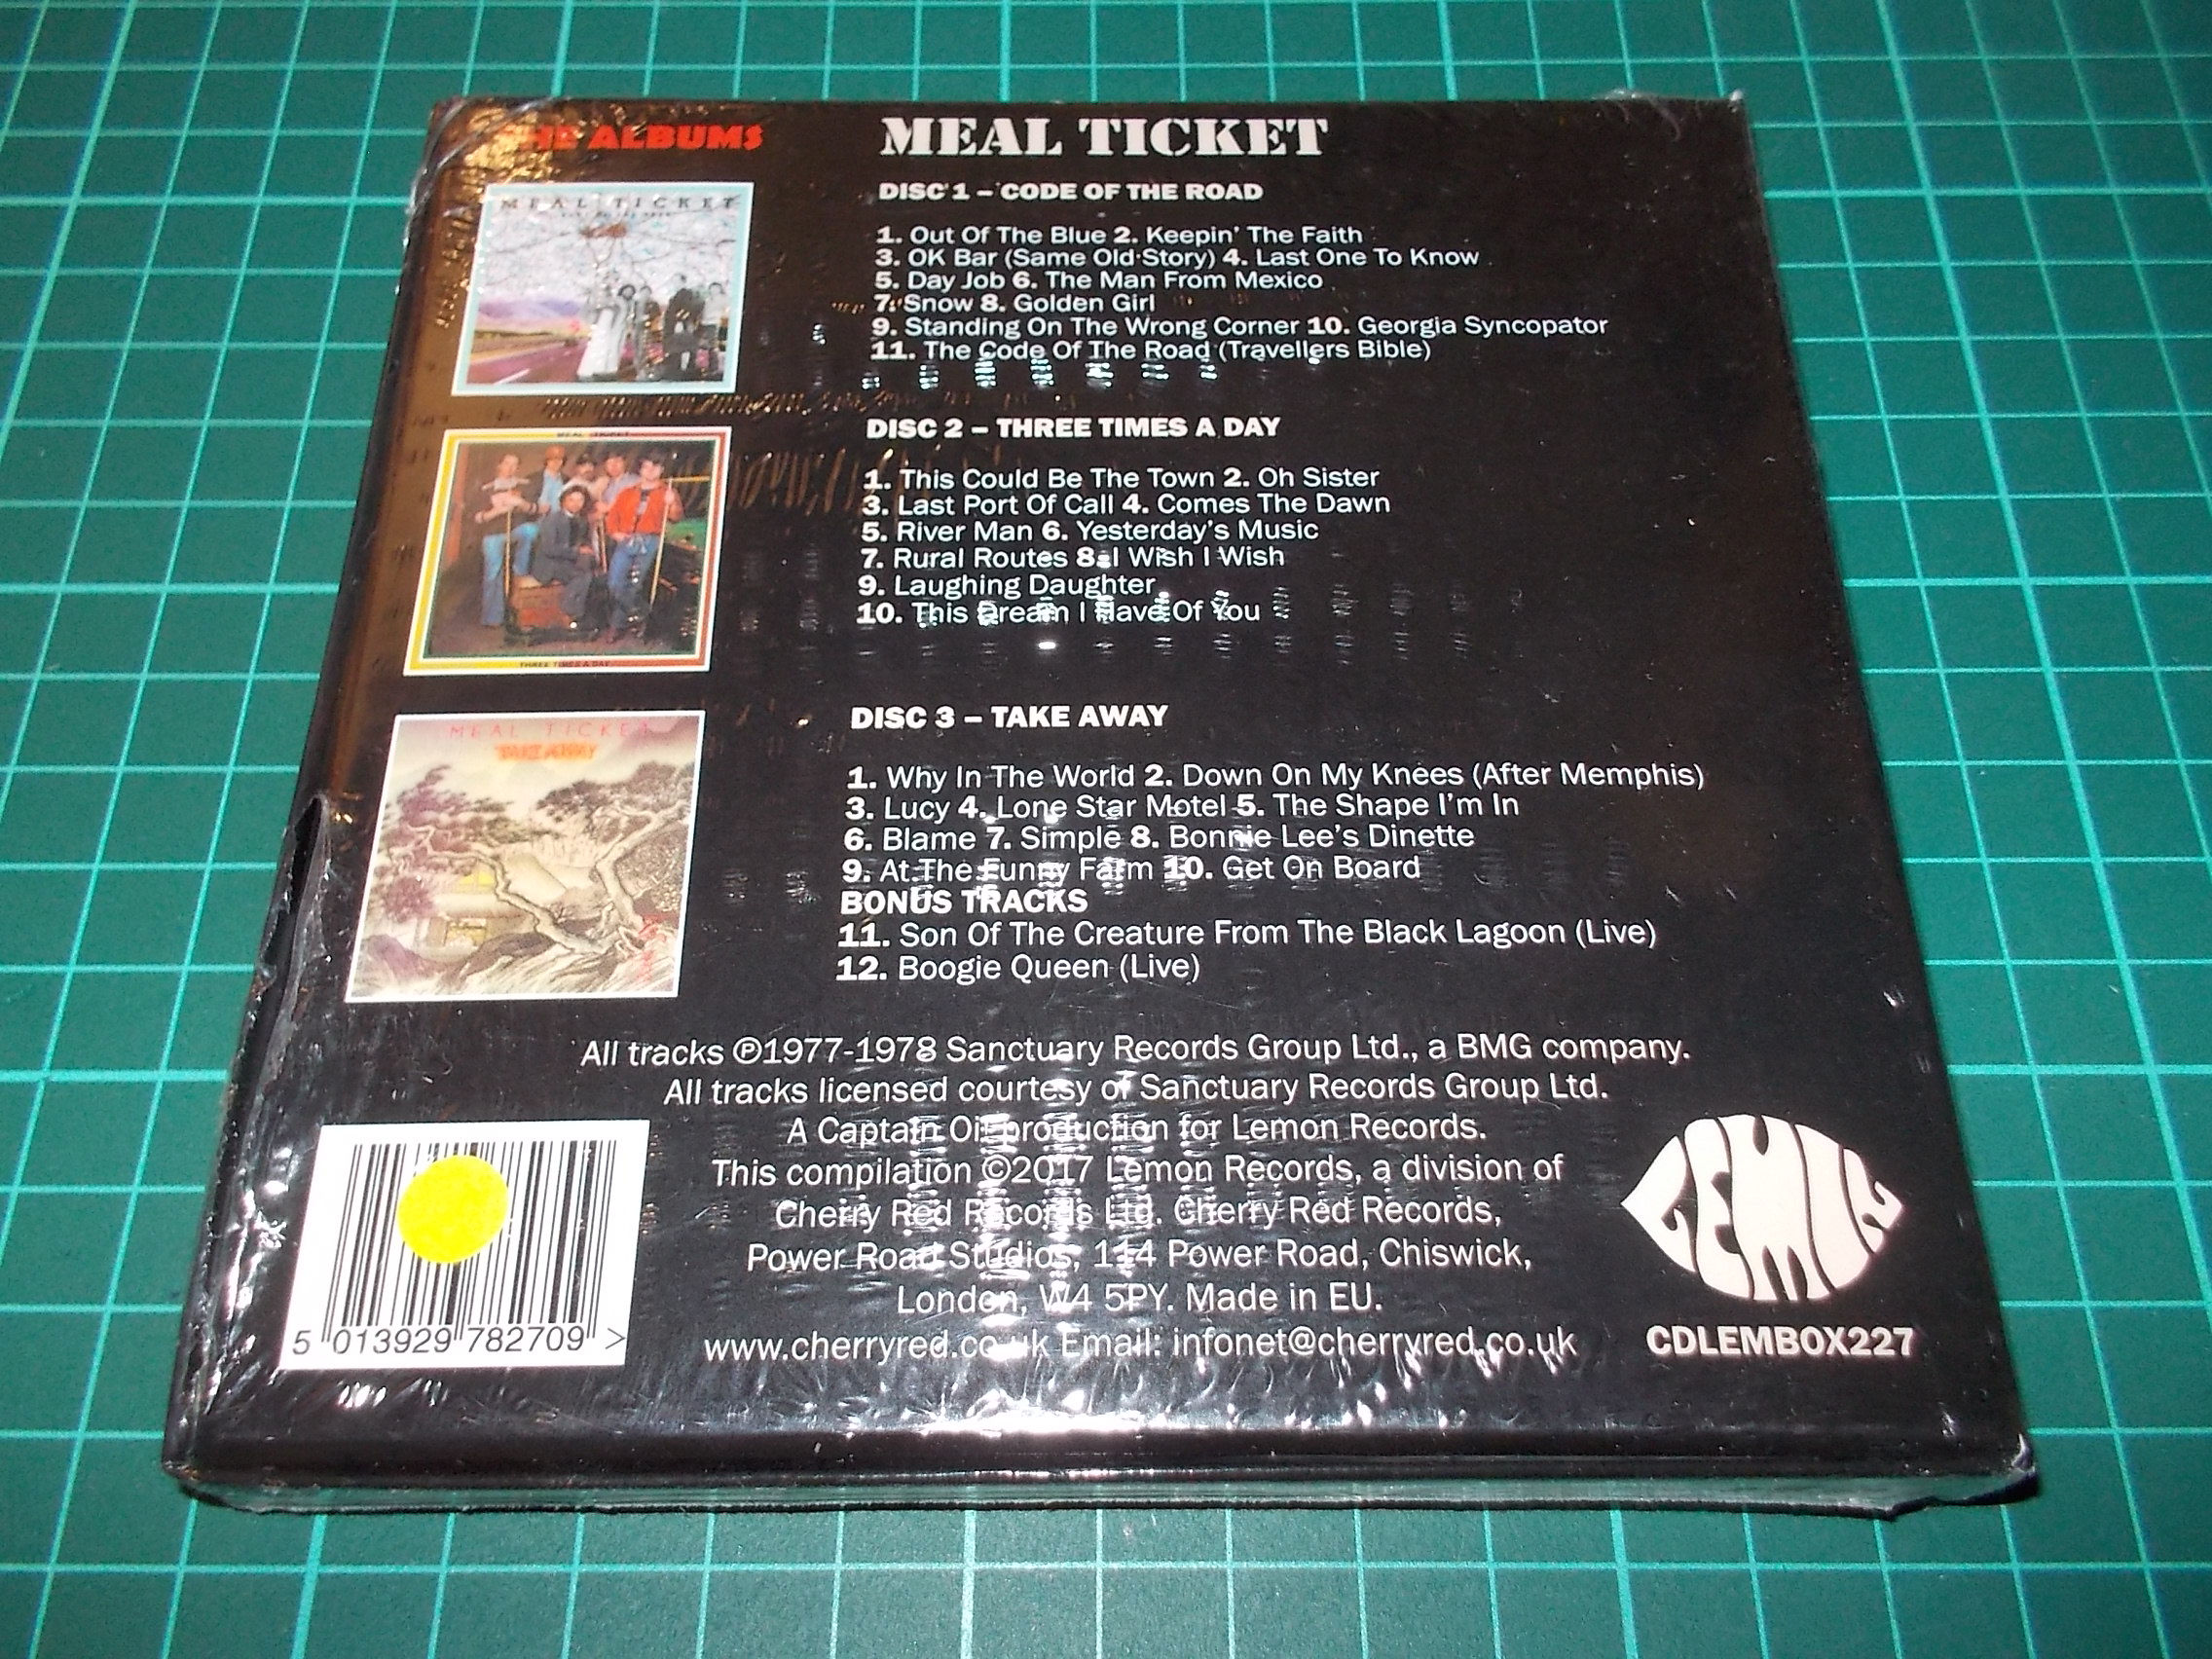 THE ALBUMS
MEAL TICKET
DISC 1 – CODE OF THE ROAD
1. Out Of The Blue 2. Keepin' The Faith
3. OK Bar (Same Old Story) 4. Last One To Know
5. Day Job 6. The Man From Mexico
7. Snow 8. Golden Girl
9. Standing On The Wrong Corner 10. Georgia Syncopator
11. The Code Of The Road (Travellers Bible)
MEAL TICKET
DISC 2 – THREE TIMES A DAY
1. This Could Be The Town 2. Oh Sister
3. Last Port Of Call 4. Comes The Dawn
5. River Man 6. Yesterday's Music
7. Rural Routes 8. I Wish I Wish
9. Laughing Daughter
10. This Dream I Have Of You
MEAL TICKET
THREE TIMES A DAY
DISC 3 – TAKE AWAY
1. Why In The World 2. Down On My Knees (After Memphis)
3. Lucy 4. Lone Star Motel 5. The Shape I'm In
6. Blame 7. Simple 8. Bonnie Lee's Dinette
9. At The Funny Farm 10. Get On Board
BONUS TRACKS
11. Son Of The Creature From The Black Lagoon (Live)
12. Boogie Queen (Live)
MEAL TICKET
TAKE AWAY
All tracks ℗1977-1978 Sanctuary Records Group Ltd., a BMG company.
All tracks licensed courtesy of Sanctuary Records Group Ltd.
A Captain Oi! production for Lemon Records.
This compilation ©2017 Lemon Records, a division of
Cherry Red Records Ltd. Cherry Red Records,
Power Road Studios, 114 Power Road, Chiswick,
London, W4 5PY. Made in EU.
www.cherryred.co.uk Email: infonet@cherryred.co.uk
5 013929 782709 >
LEMON
CDLEMBOX227